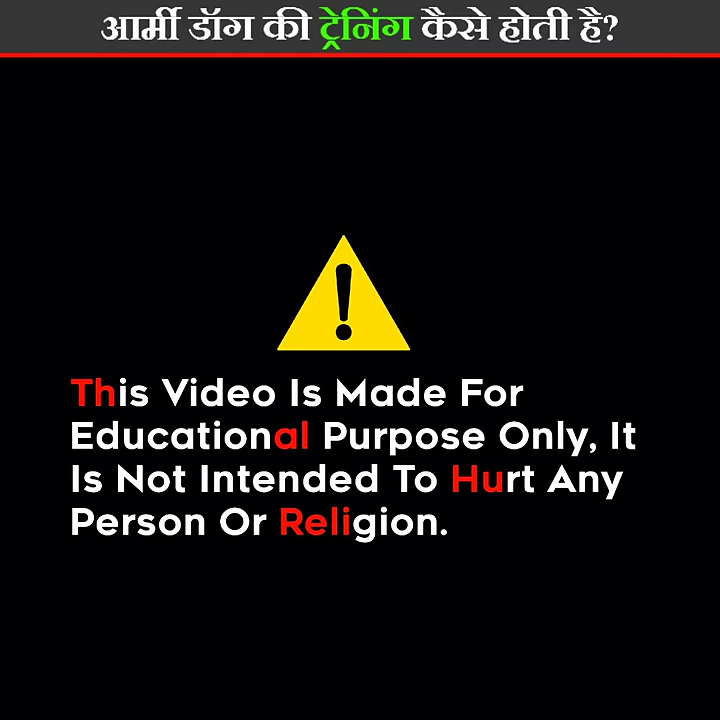 आर्मी डॉग की ट्रेनिंग कैसे होती है?
This Video Is Made For
Educational Purpose Only, It
Is Not Intended To Hurt Any
Person Or Religion.